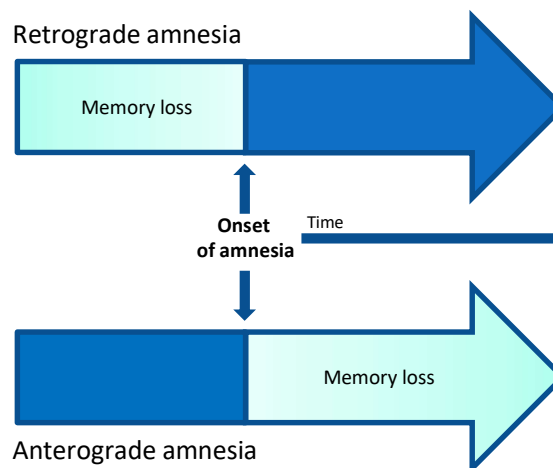 Retrograde amnesia
Memory loss
Onset
of amnesia
Time
Memory loss
Anterograde amnesia